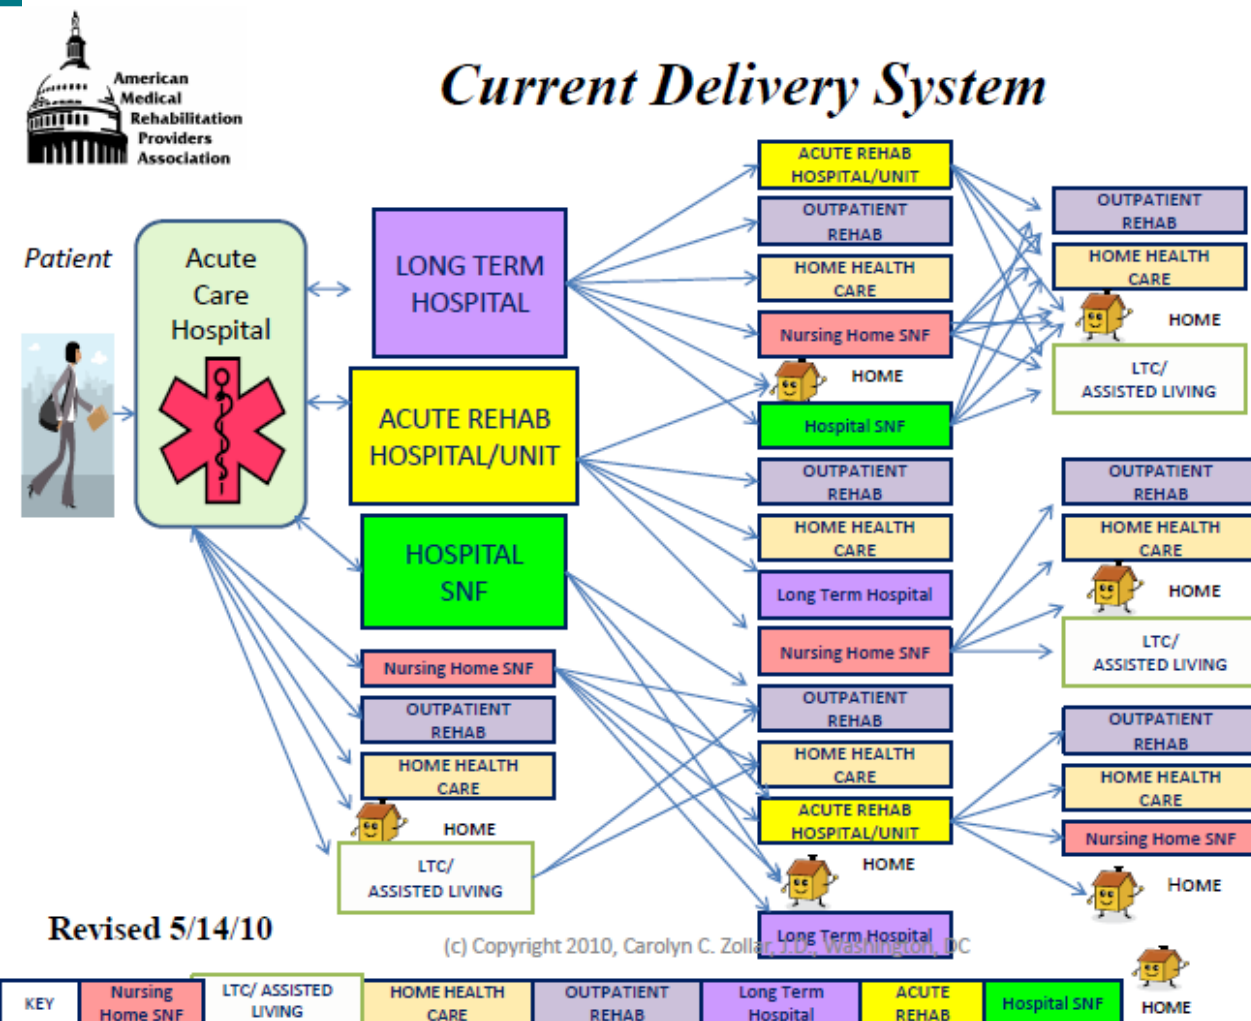 American
Medical
Rehabilitation
Providers
Association
Current Delivery System
Patient
Acute
Care
Hospital
LONG TERM
HOSPITAL
ACUTE REHAB
HOSPITAL/UNIT
HOSPITAL
SNF
Nursing Home SNF
OUTPATIENT
REHAB
HOME HEALTH
CARE
HOME
LTC/
ASSISTED LIVING
ACUTE REHAB
HOSPITAL/UNIT
OUTPATIENT
REHAB
HOME HEALTH
CARE
Nursing Home SNF
HOME
Hospital SNF
OUTPATIENT
REHAB
HOME HEALTH
CARE
Long Term Hospital
Nursing Home SNF
OUTPATIENT
REHAB
HOME HEALTH
CARE
ACUTE REHAB
HOSPITAL/UNIT
HOME
Long Term Hospital
OUTPATIENT
REHAB
HOME HEALTH
CARE
HOME
LTC/
ASSISTED LIVING
OUTPATIENT
REHAB
HOME HEALTH
CARE
HOME
LTC/
ASSISTED LIVING
OUTPATIENT
REHAB
HOME HEALTH
CARE
Nursing Home SNF
HOME
Revised 5/14/10
(c) Copyright 2010, Carolyn C. Zollar, J.D., Washington, DC
KEY
Nursing
Home SNF
LTC/ ASSISTED
LIVING
HOME HEALTH
CARE
OUTPATIENT
REHAB
Long Term
Hospital
ACUTE
REHAB
Hospital SNF
HOME